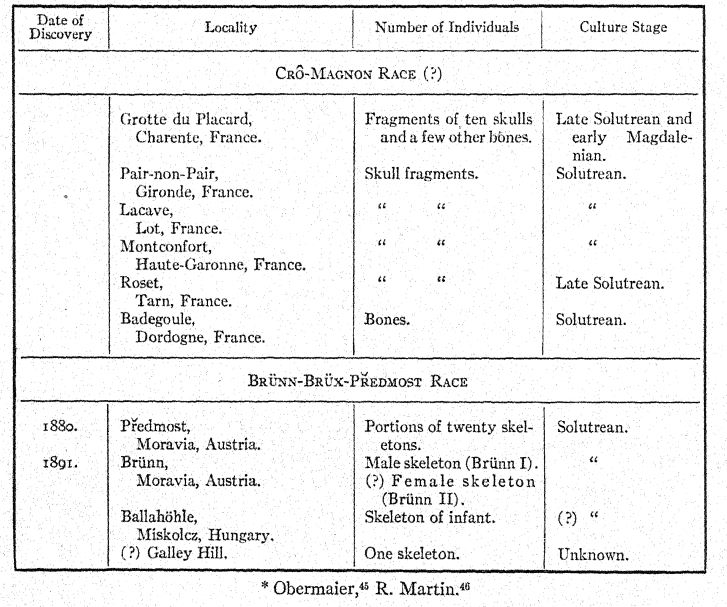 Date of Discovery Locality Number of Individuals Culture Stage
CRÔ-MAGNON RACE (?)
Grotte du Placard, Fragments of ten skulls Late Solutrean and
Charente, France. and a few other bones. early Magdale-
nian.
Pair-non-Pair, Skull fragments. Solutrean.
Gironde, France.
Lacave, “ “ “
Lot, France.
Montconfort, “ “ “
Haute-Garonne, France.
Roset, “ “ Late Solutrean.
Tarn, France.
Badegoule, Bones. Solutrean.
Dordogne, France.
BRÜNN-BRÜX-PŘEDMOST RACE
1880. Předmost, Portions of twenty skel- Solutrean.
Moravia, Austria. etons.
1891. Brünn, Male skeleton (Brünn I). “
Moravia, Austria. (?) Female skeleton
(Brünn II).
Ballahöhle, Skeleton of infant. (?) “
Miskolcz, Hungary.
(?) Galley Hill. One skeleton. Unknown.
* Obermaier,⁴⁵ R. Martin.⁴⁶